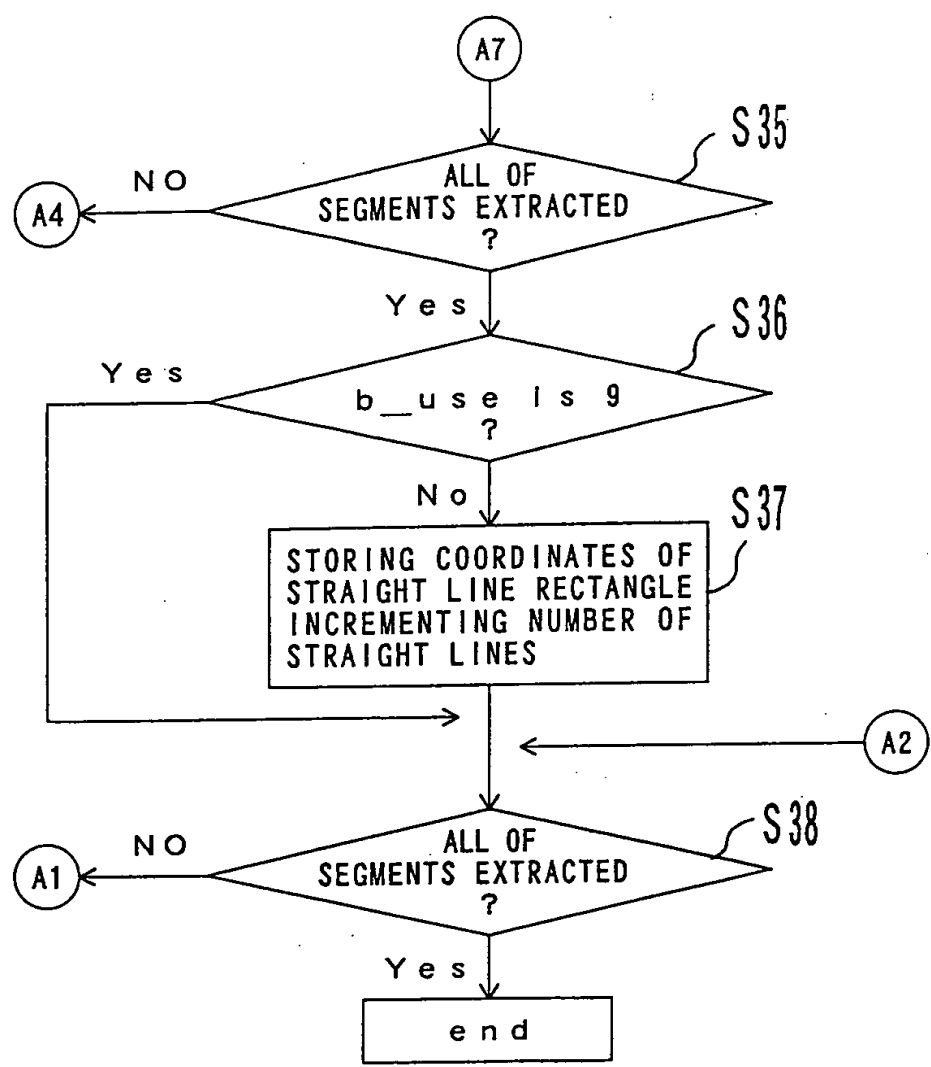 A7
S35
ALL OF
SEGMENTS EXTRACTED
?
NO
A4
Yes
S36
Yes
b_use is 9
?
No
S37
STORING COORDINATES OF
STRAIGHT LINE RECTANGLE
INCREMENTING NUMBER OF
STRAIGHT LINES
A2
S38
ALL OF
SEGMENTS EXTRACTED
?
NO
A1
Yes
end